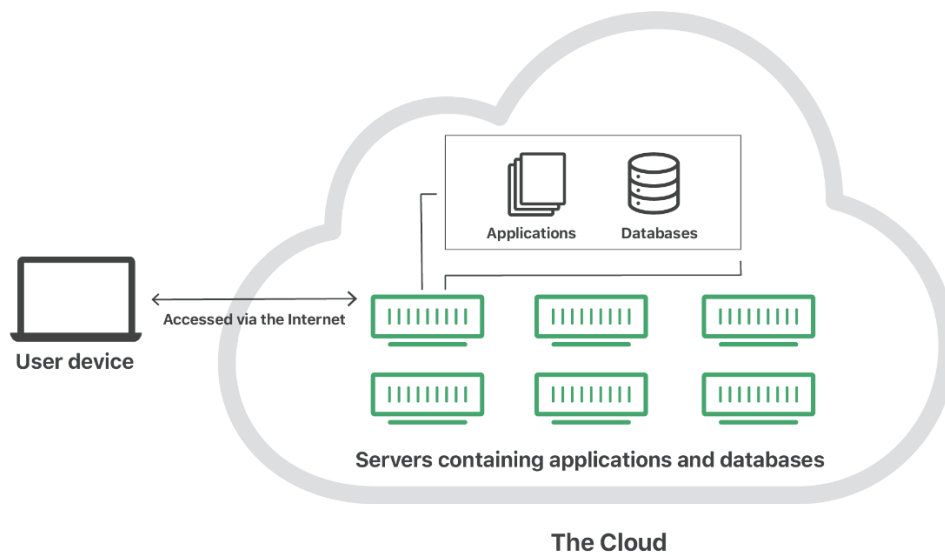 Applications
Databases
Accessed via the Internet
User device
Servers containing applications and databases
The Cloud